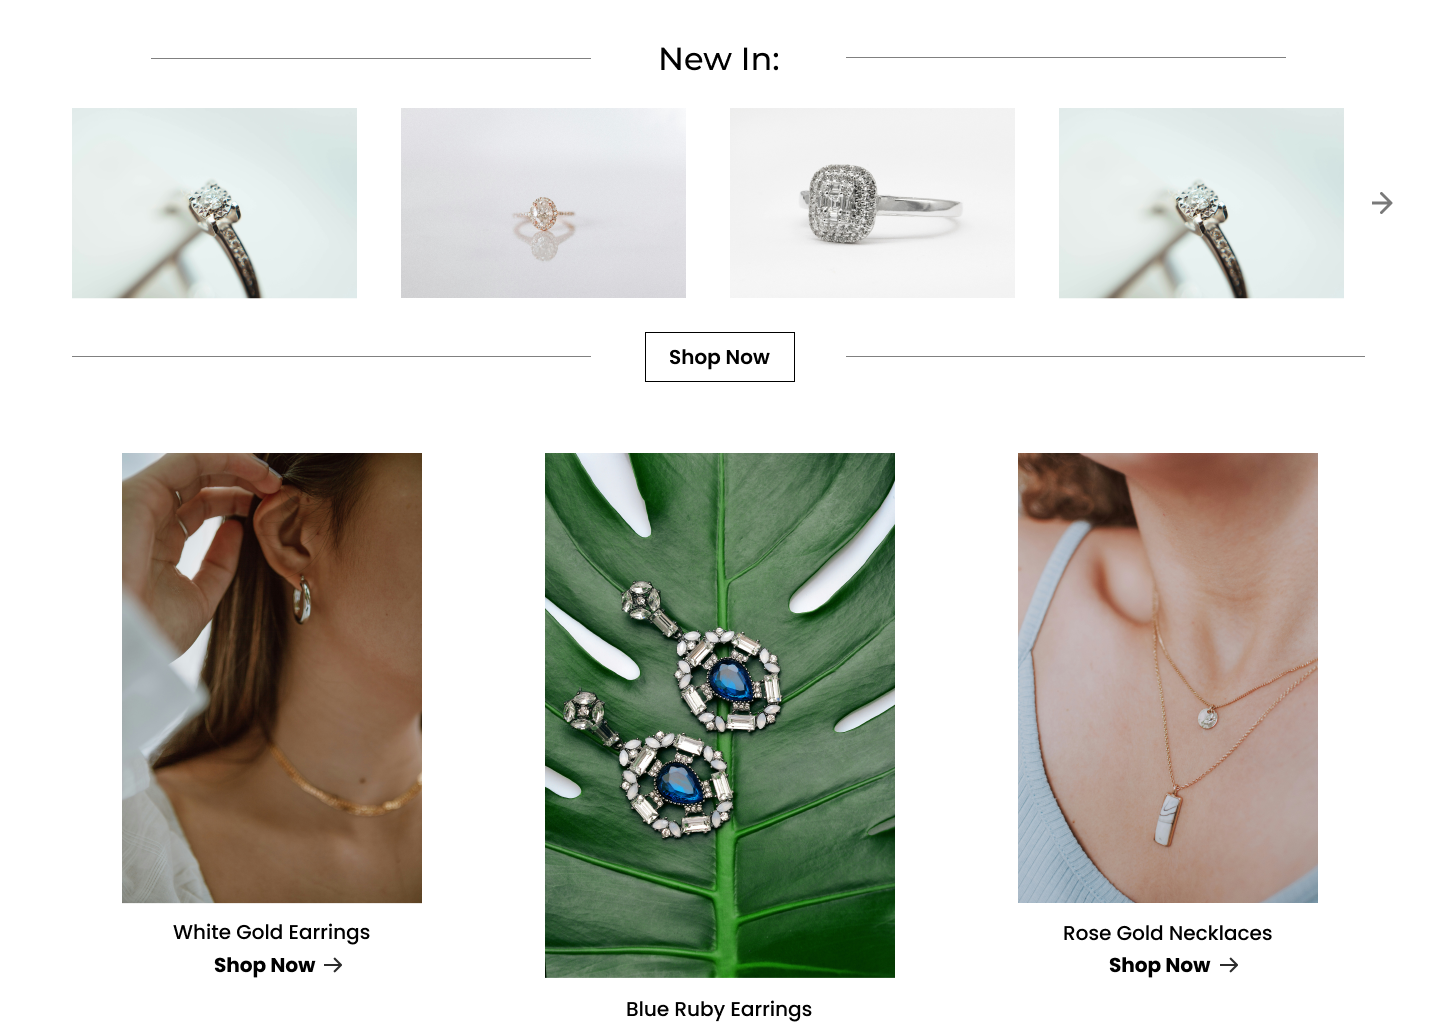 New In:
Shop Now
White Gold Earrings
Shop Now
Blue Ruby Earrings
Rose Gold Necklaces
Shop Now